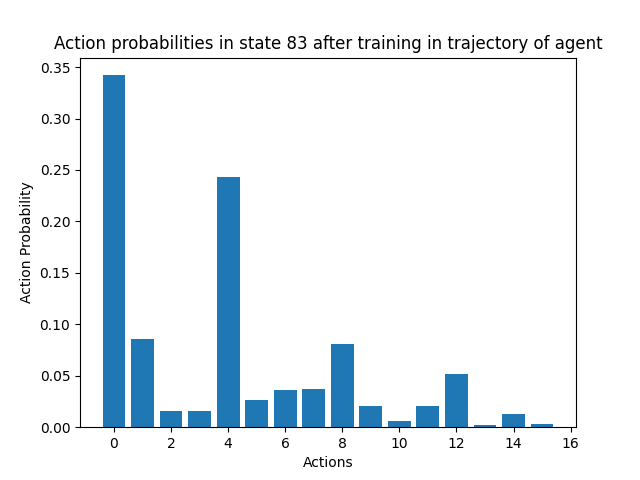 Action probabilities in state 83 after training in trajectory of agent
0.35
0.30
0.25
0.20
0.15
0.10
0.05
0.00
Action Probability
0 2 4 6 8 10 12 14 16
Actions